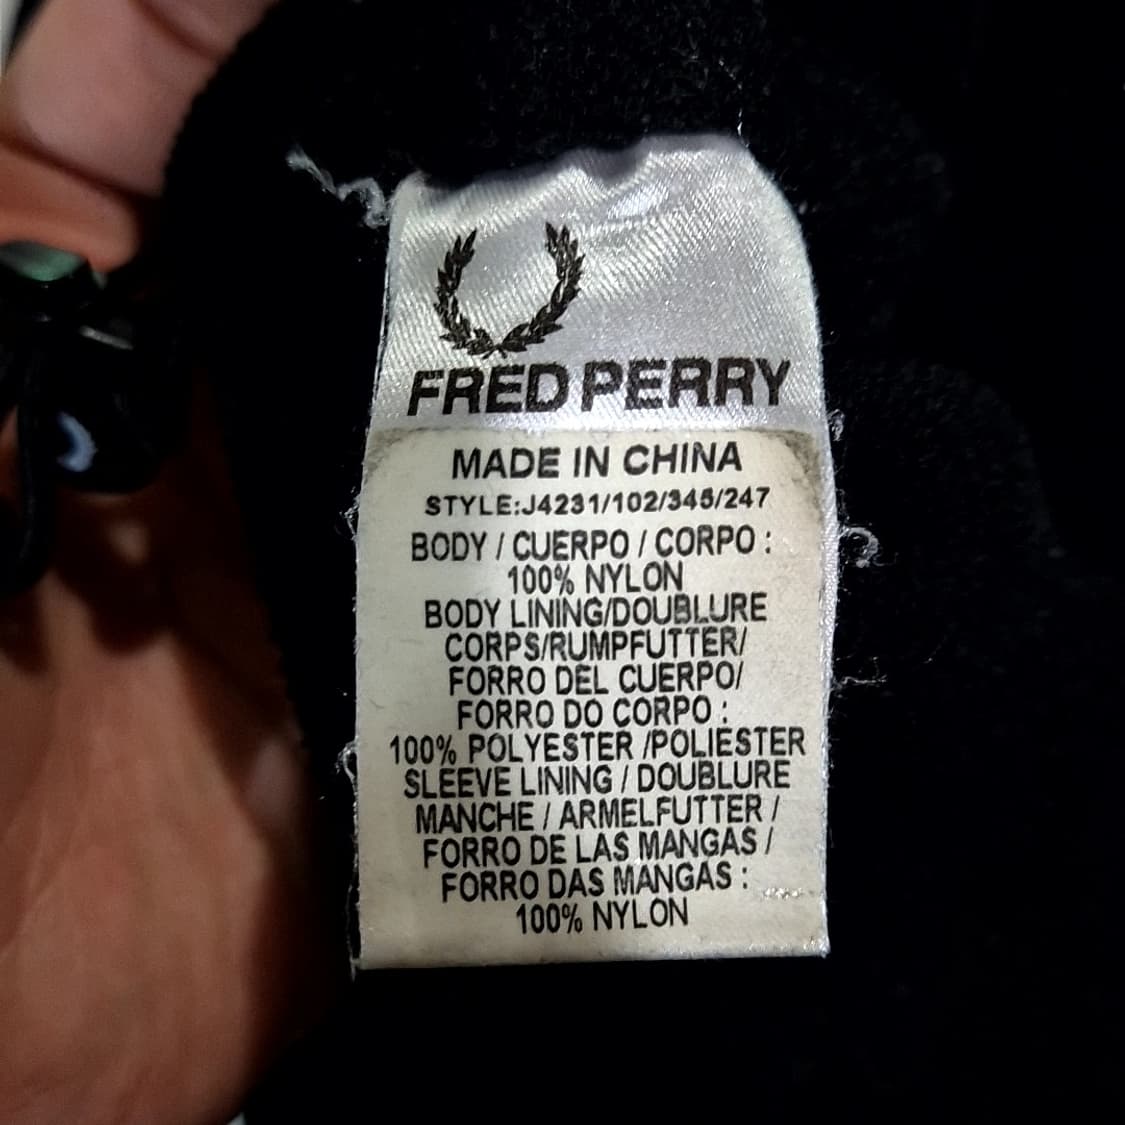 FRED PERRY
MADE IN CHINA
STYLE:J4231/102/345/247
BODY / CUERPO / CORPO :
100% NYLON
BODY LINING/DOUBLURE
CORPS/RUMPFUTTER/
FORRO DEL CUERPO/
FORRO DO CORPO :
100% POLYESTER /POLIÉSTER
SLEEVE LINING / DOUBLURE
MANCHE / ARMELFUTTER /
FORRO DE LAS MANGAS /
FORRO DAS MANGAS :
100% NYLON